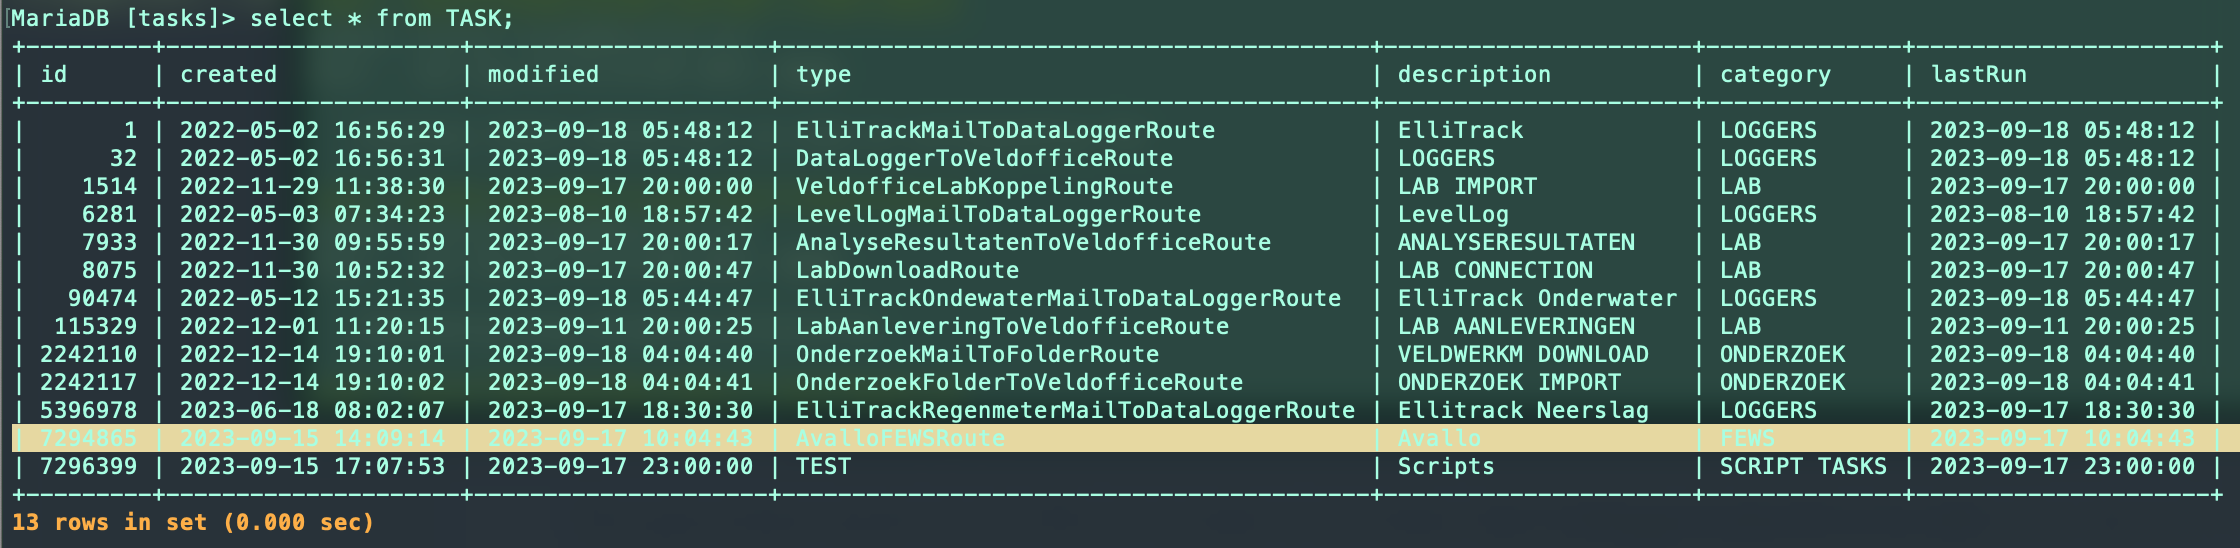 MariaDB [tasks]> select * from TASK;
+---------+---------------------+---------------------+------------------------------------------+----------------------+--------------+---------------------+
| id      | created             | modified            | type                                     | description          | category     | lastRun             |
+---------+---------------------+---------------------+------------------------------------------+----------------------+--------------+---------------------+
|       1 | 2022-05-02 16:56:29 | 2023-09-18 05:48:12 | ElliTrackMailToDataLoggerRoute           | ElliTrack            | LOGGERS      | 2023-09-18 05:48:12 |
|      32 | 2022-05-02 16:56:31 | 2023-09-18 05:48:12 | DataLoggerToVeldofficeRoute              | LOGGERS              | LOGGERS      | 2023-09-18 05:48:12 |
|    1514 | 2022-11-29 11:38:30 | 2023-09-17 20:00:00 | VeldofficeLabKoppelingRoute              | LAB IMPORT           | LAB          | 2023-09-17 20:00:00 |
|    6281 | 2022-05-03 07:34:23 | 2023-08-10 18:57:42 | LevelLogMailToDataLoggerRoute            | LevelLog             | LOGGERS      | 2023-08-10 18:57:42 |
|    7933 | 2022-11-30 09:55:59 | 2023-09-17 20:00:17 | AnalyseResultatenToVeldofficeRoute       | ANALYSERESULTATEN    | LAB          | 2023-09-17 20:00:17 |
|    8075 | 2022-11-30 10:52:32 | 2023-09-17 20:00:47 | LabDownloadRoute                         | LAB CONNECTION       | LAB          | 2023-09-17 20:00:47 |
|   90474 | 2022-05-12 15:21:35 | 2023-09-18 05:44:47 | ElliTrackOndewaterMailToDataLoggerRoute  | ElliTrack Onderwater | LOGGERS      | 2023-09-18 05:44:47 |
|  115329 | 2022-12-01 11:20:15 | 2023-09-11 20:00:25 | LabAanleveringToVeldofficeRoute          | LAB AANLEVERINGEN    | LAB          | 2023-09-11 20:00:25 |
| 2242110 | 2022-12-14 19:10:01 | 2023-09-18 04:04:40 | OnderzoekMailToFolderRoute               | VELDWERKM DOWNLOAD   | ONDERZOEK    | 2023-09-18 04:04:40 |
| 2242117 | 2022-12-14 19:10:02 | 2023-09-18 04:04:41 | OnderzoekFolderToVeldofficeRoute         | ONDERZOEK IMPORT     | ONDERZOEK    | 2023-09-18 04:04:41 |
| 5396978 | 2023-06-18 08:02:07 | 2023-09-17 18:30:30 | ElliTrackRegenmeterMailToDataLoggerRoute | Ellitrack Neerslag   | LOGGERS      | 2023-09-17 18:30:30 |
| 7294865 | 2023-09-15 14:09:14 | 2023-09-17 10:04:43 | AvalloFEWSRoute                          | Avallo               | FEWS         | 2023-09-17 10:04:43 |
| 7296399 | 2023-09-15 17:07:53 | 2023-09-17 23:00:00 | TEST                                     | Scripts              | SCRIPT TASKS | 2023-09-17 23:00:00 |
+---------+---------------------+---------------------+------------------------------------------+----------------------+--------------+---------------------+
13 rows in set (0.000 sec)